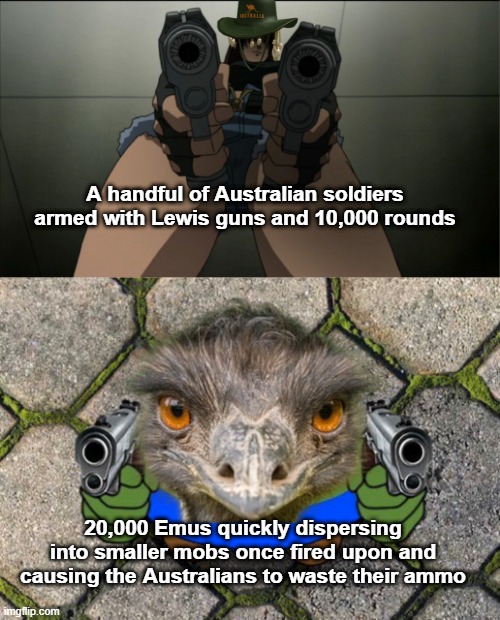 AUSTRALIA
A handful of Australian soldiers
armed with Lewis guns and 10,000 rounds
20,000 Emus quickly dispersing
into smaller mobs once fired upon and
causing the Australians to waste their ammo
imgflip.com